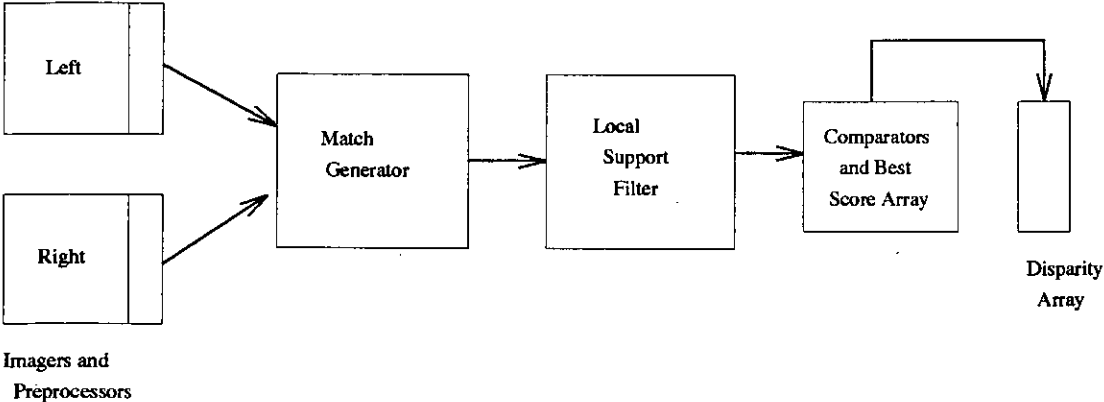 Left
Match
Generator
Local
Support
Filter
Comparators
and Best
Score Array
Right
Disparity
Array
Imagers and
Preprocessors